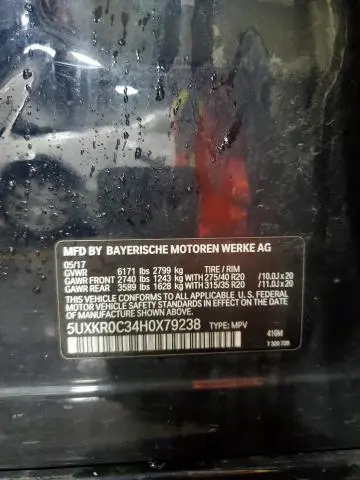 MFD BY BAYERISCHE MOTOREN WERKE AG
05/17
GVWR 6171 lbs 2799 kg TIRE / RIM
GAWR FRONT 2740 lbs 1243 kg WITH 275/40 R20 /10.0J x 20
GAWR REAR 3589 lbs 1628 kg WITH 315/35 R20 /11.0J x 20
THIS VEHICLE CONFORMS TO ALL APPLICABLE U.S. FEDERAL
MOTOR VEHICLE SAFETY STANDARDS IN EFFECT ON THE
DATE OF MANUFACTURE SHOWN ABOVE.
5UXKR0C34H0X79238 TYPE: MPV 416M
7 320 728